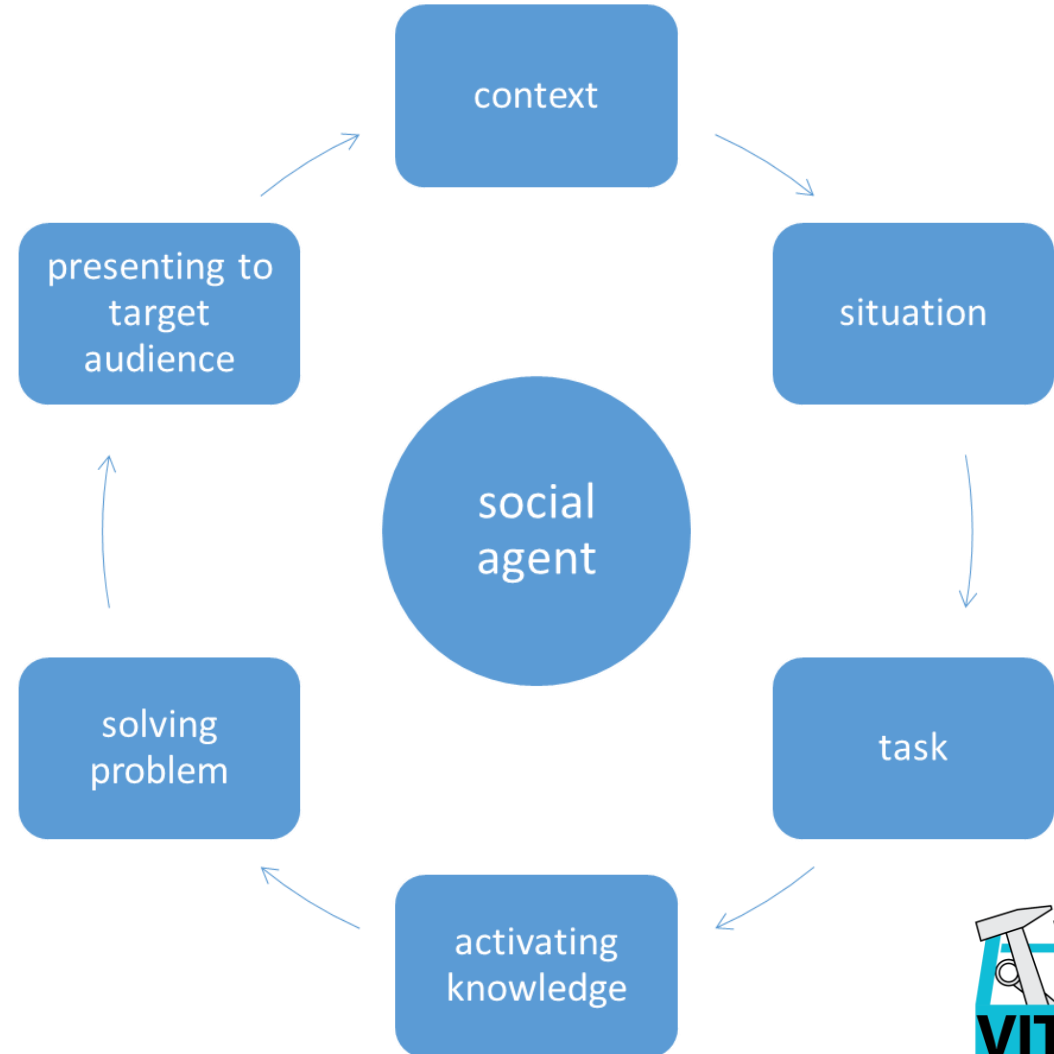 context
situation
task
activating
knowledge
solving
problem
presenting to
target
audience
social
agent